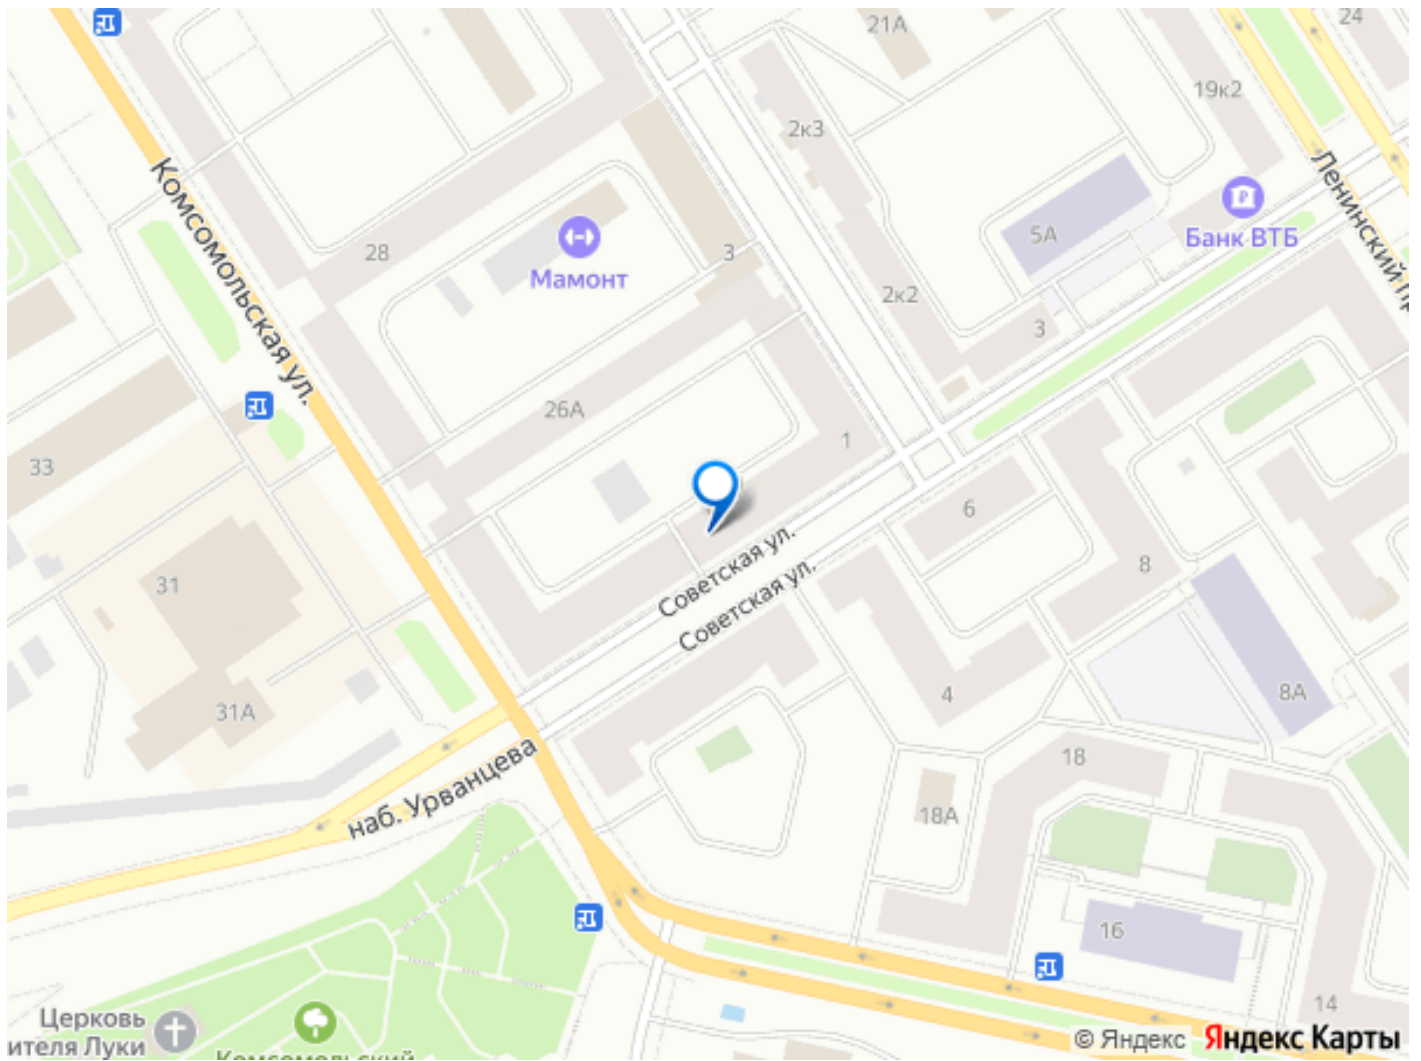 21А
24
19к2
2к3
Комсомольская ул.
Ленинский пр
5А
Банк ВТБ
28
Мамонт
3
2к2
3
26А
1
33
6
Советская ул.
Советская ул.
8
31
4
8А
31А
наб. Урванцева
18
18А
16
14
Церковь
ителя Луки
Комсомольский
© Яндекс Яндекс Карты